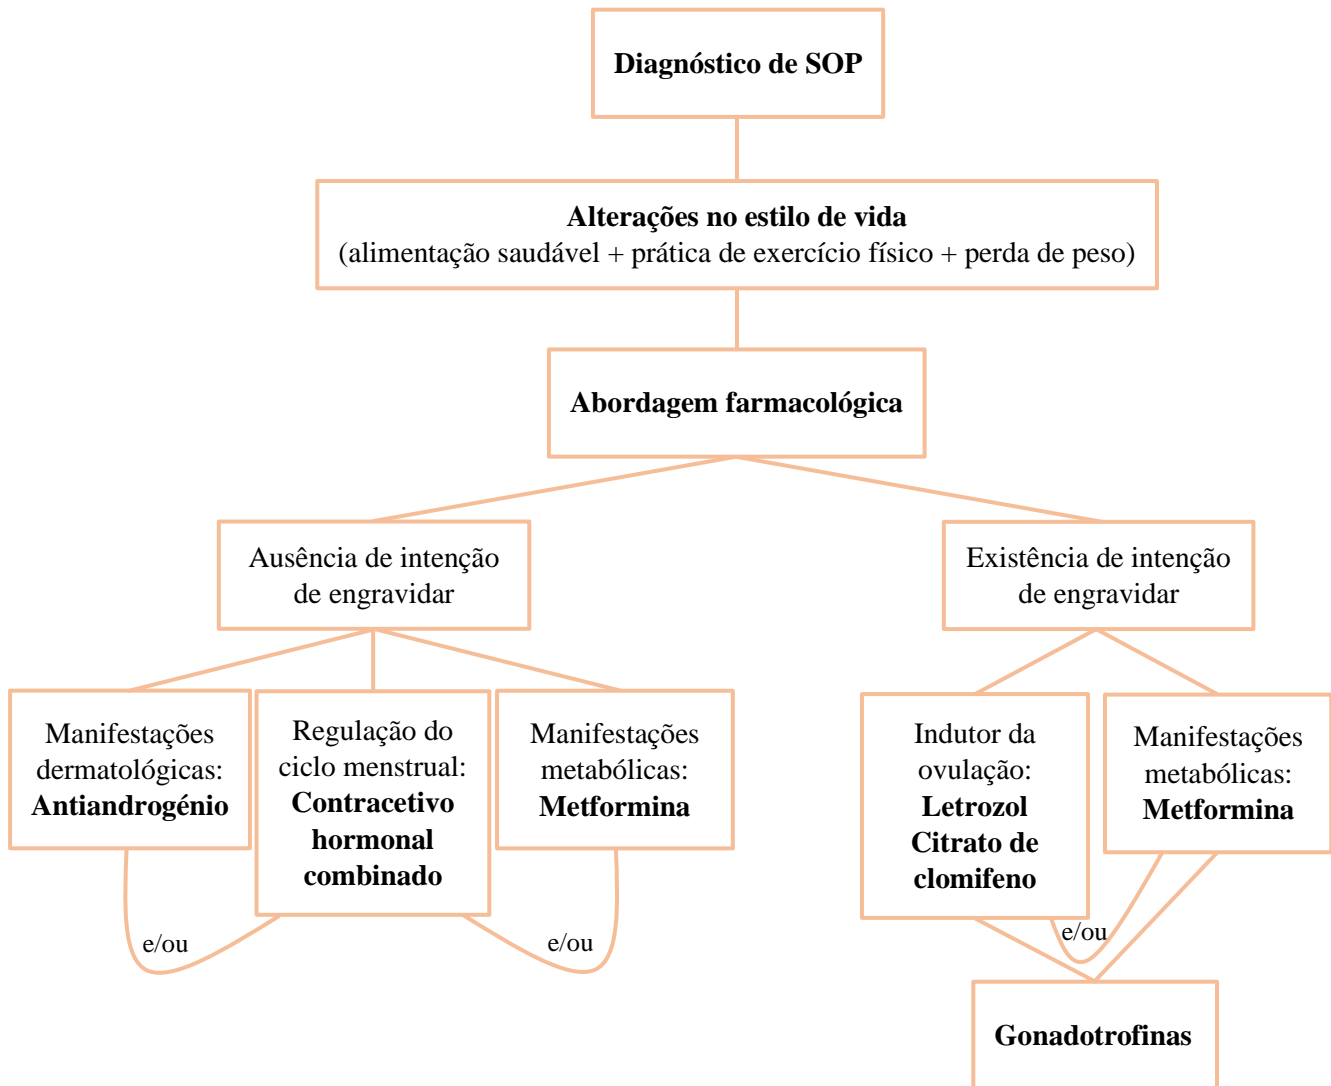 Diagnóstico de SOP
Alterações no estilo de vida
(alimentação saudável + prática de exercício físico + perda de peso)
Abordagem farmacológica
Ausência de intenção
de engravidar
Existência de intenção
de engravidar
Manifestações
dermatológicas:
Antiandrogénio
Regulação do
ciclo menstrual:
Contracetivo
hormonal
combinado
Manifestações
metabólicas:
Metformina
Indutor da
ovulação:
Letrozol
Citrato de
clomifeno
Manifestações
metabólicas:
Metformina
e/ou
e/ou
e/ou
Gonadotrofinas